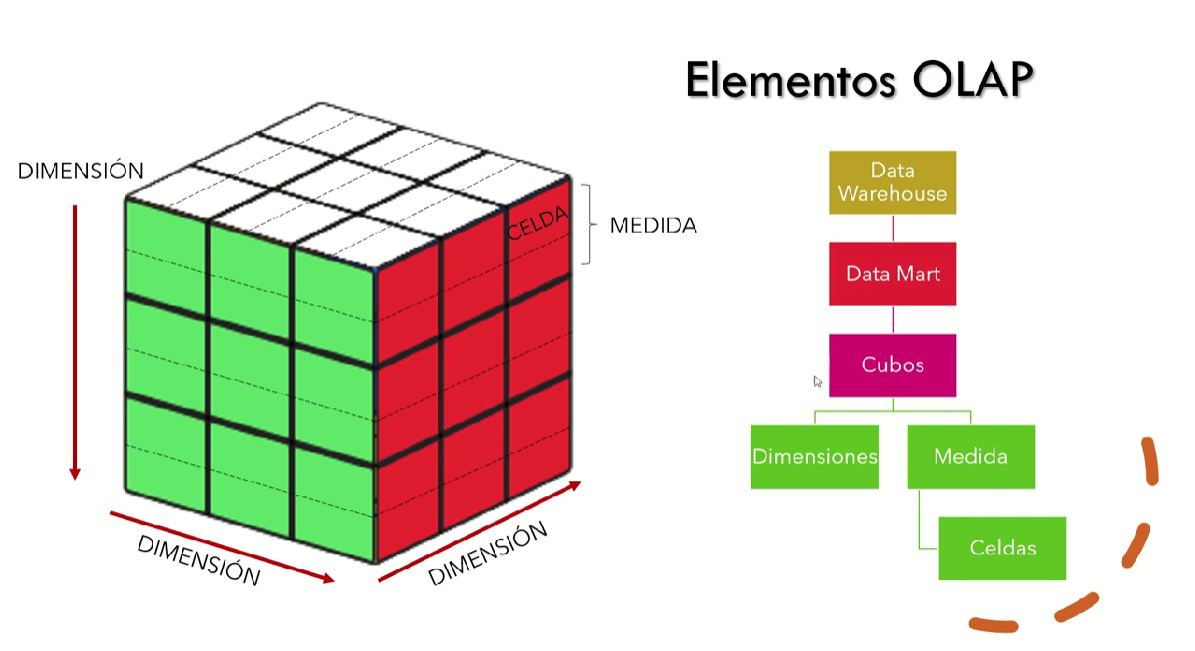 Elementos OLAP
DIMENSIÓN
CELDA
MEDIDA
DIMENSIÓN
DIMENSIÓN
Data
Warehouse
Data Mart
Cubos
Dimensiones
Medida
Celdas